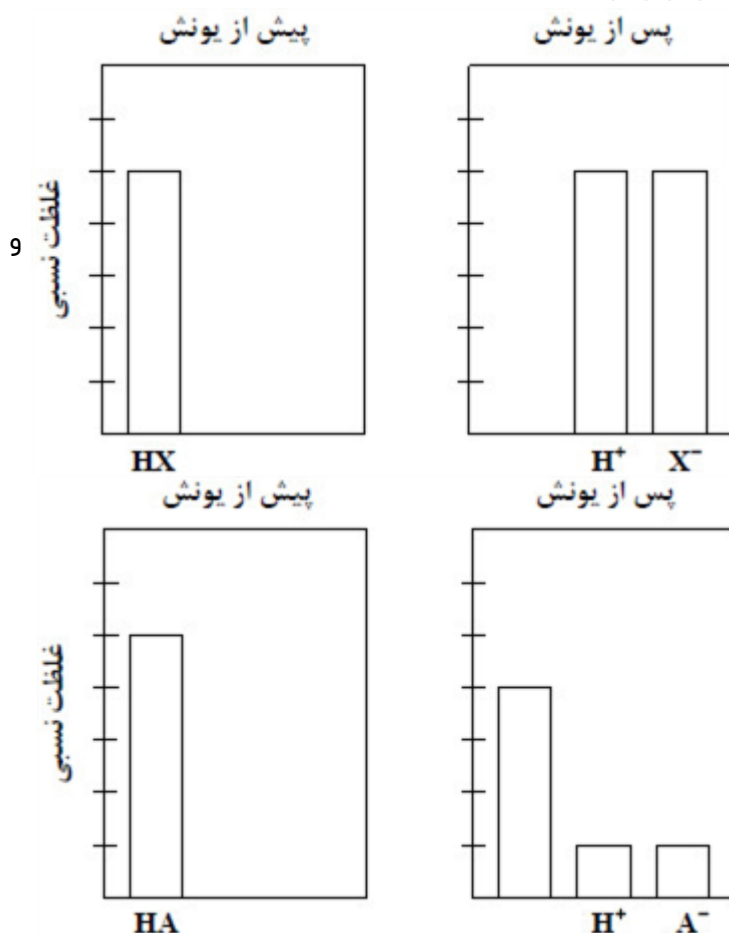 پیش از یونش
پس از یونش
غلظت نسبی
9
HX
H⁺ X⁻
پیش از یونش
پس از یونش
غلظت نسبی
HA
H⁺ A⁻